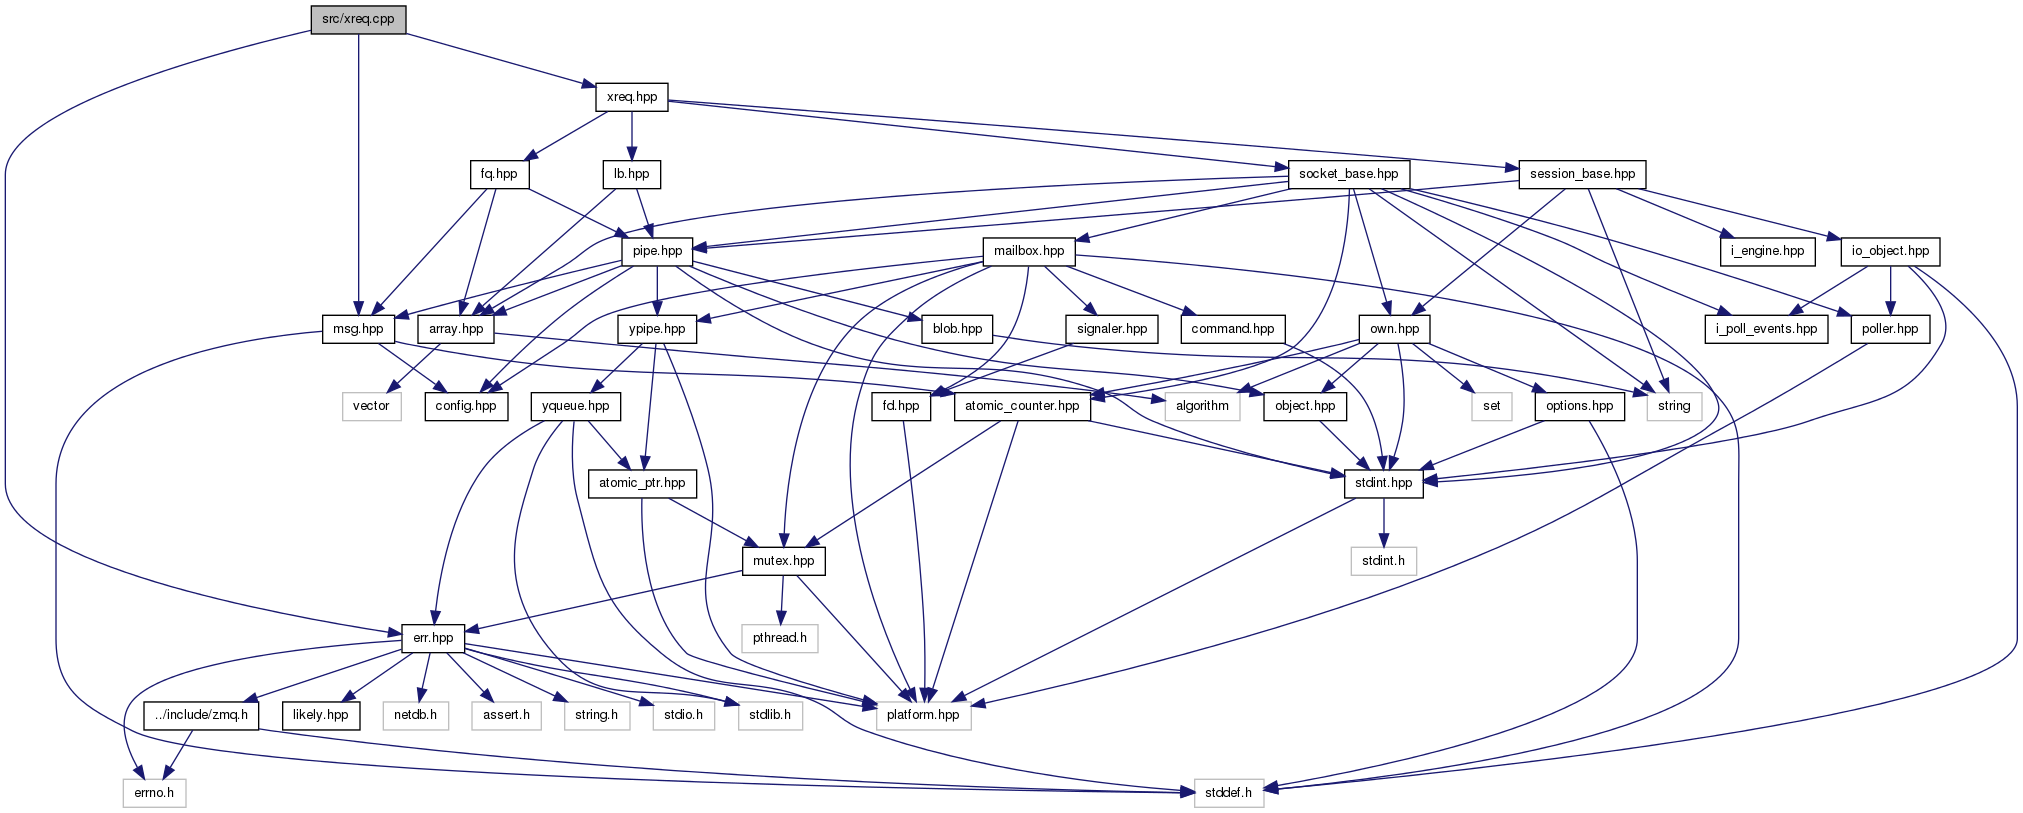 src/xreq.cpp
xreq.hpp
fq.hpp
lb.hpp
socket_base.hpp
session_base.hpp
pipe.hpp
mailbox.hpp
i_engine.hpp
io_object.hpp
msg.hpp
array.hpp
ypipe.hpp
blob.hpp
signaler.hpp
command.hpp
own.hpp
i_poll_events.hpp
poller.hpp
vector
config.hpp
yqueue.hpp
fd.hpp
atomic_counter.hpp
algorithm
object.hpp
set
options.hpp
string
atomic_ptr.hpp
stdint.hpp
mutex.hpp
stdint.h
err.hpp
pthread.h
../include/zmq.h
likely.hpp
netdb.h
assert.h
string.h
stdio.h
stdlib.h
platform.hpp
errno.h
stddef.h